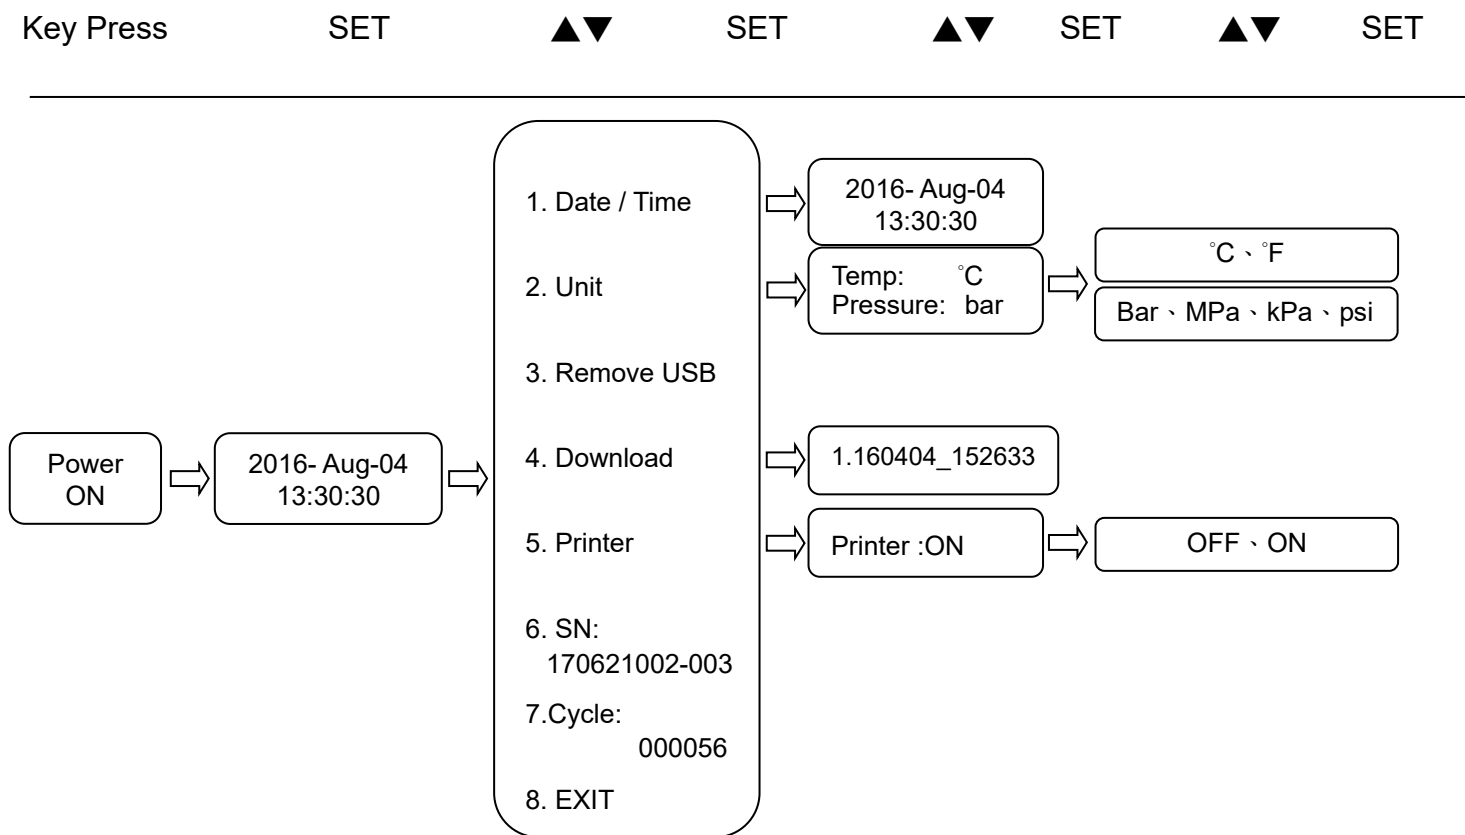 Key Press SET ▲▼ SET ▲▼ SET ▲▼ SET
Power
ON
2016- Aug-04
13:30:30
1. Date / Time
2. Unit
3. Remove USB
4. Download
5. Printer
6. SN:
170621002-003
7.Cycle:
000056
8. EXIT
2016- Aug-04
13:30:30
Temp: °C
Pressure: bar
°C、°F
Bar、MPa、kPa、psi
1.160404_152633
Printer :ON
OFF、ON